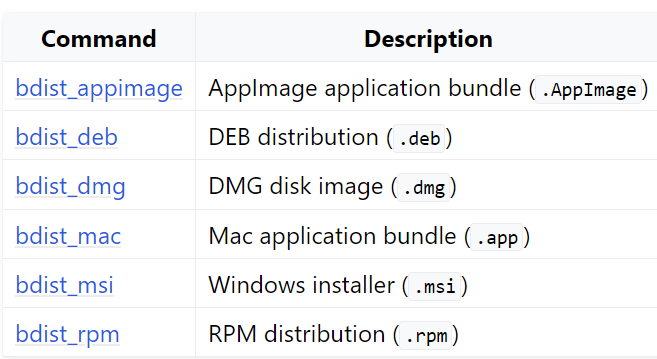 Command Description
bdist_appimage AppImage application bundle ( .AppImage )
bdist_deb DEB distribution ( .deb )
bdist_dmg DMG disk image ( .dmg )
bdist_mac Mac application bundle ( .app )
bdist_msi Windows installer ( .msi )
bdist_rpm RPM distribution ( .rpm )